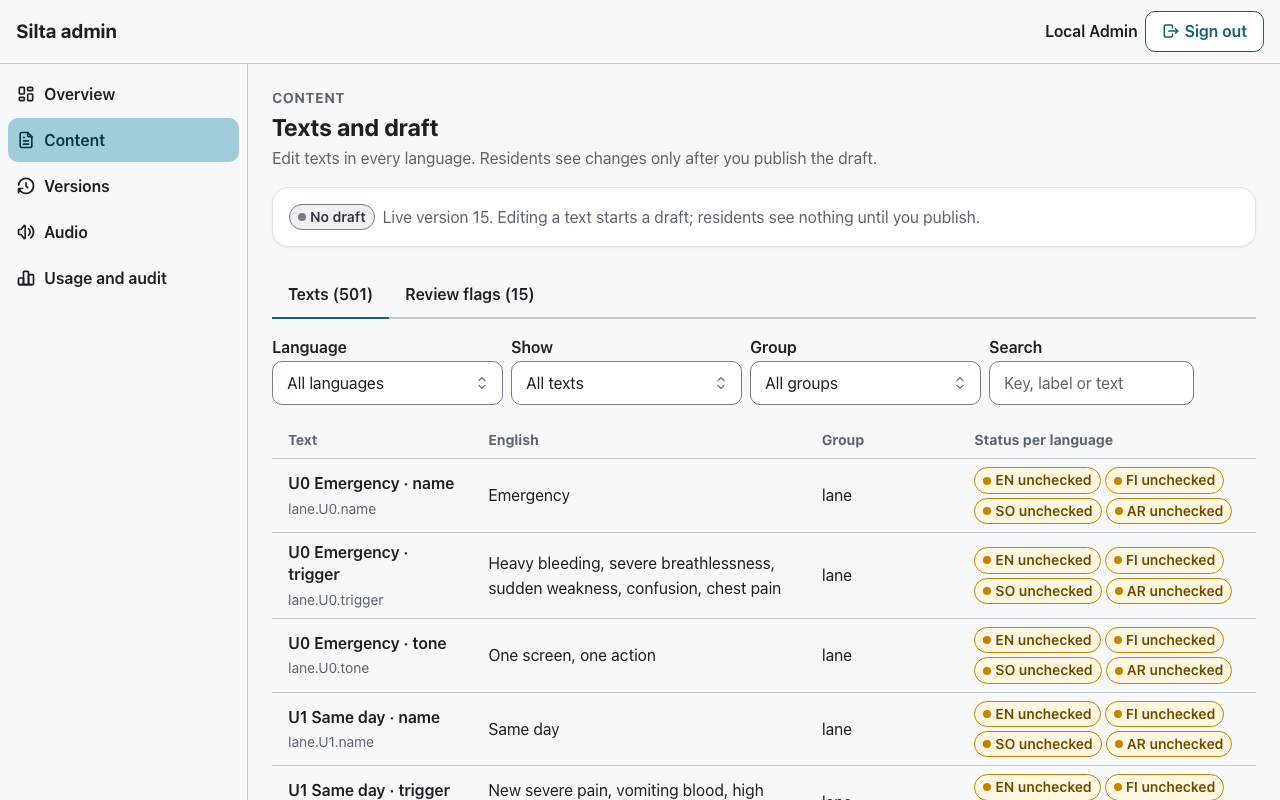 Silta admin
Local Admin
Sign out
Overview
Content
Versions
Audio
Usage and audit
CONTENT
Texts and draft
Edit texts in every language. Residents see changes only after you publish the draft.
No draft
Live version 15. Editing a text starts a draft; residents see nothing until you publish.
Texts (501)
Review flags (15)
Language
Show
Group
Search
All languages
All texts
All groups
Key, label or text
Text
English
Group
Status per language
U0 Emergency · name
lane.U0.name
Emergency
lane
EN unchecked
FI unchecked
SO unchecked
AR unchecked
U0 Emergency ·
trigger
lane.U0.trigger
Heavy bleeding, severe breathlessness,
sudden weakness, confusion, chest pain
lane
EN unchecked
FI unchecked
SO unchecked
AR unchecked
U0 Emergency · tone
lane.U0.tone
One screen, one action
lane
EN unchecked
FI unchecked
SO unchecked
AR unchecked
U1 Same day · name
lane.U1.name
Same day
lane
EN unchecked
FI unchecked
SO unchecked
AR unchecked
U1 Same day · trigger
New severe pain, vomiting blood, high
EN unchecked
FI unchecked